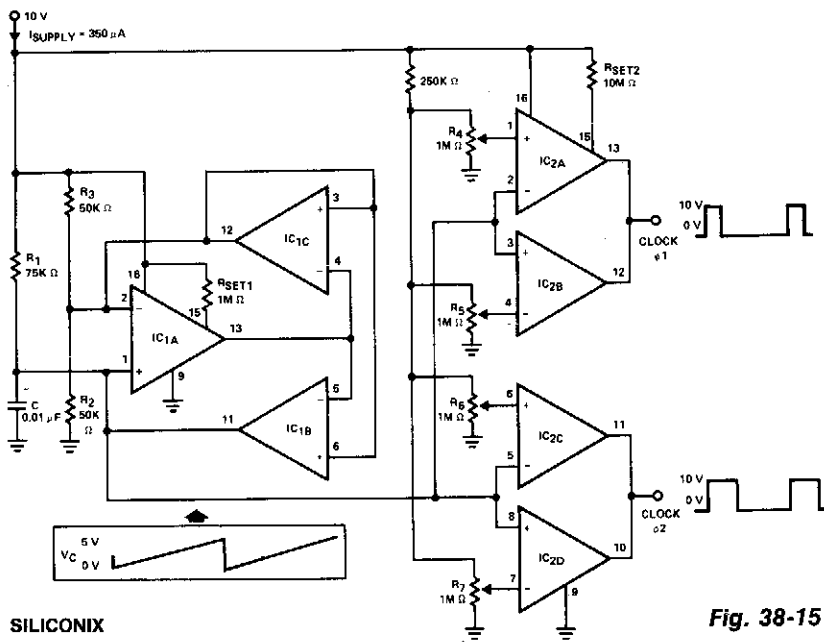 10 V
ISUPPLY = 350 μA
250K Ω
RSET2
10M Ω
16
15
R4
1M Ω
1
+
IC2A
13
2
−
10 V
0 V
CLOCK
φ1
3
+
IC2B
12
R5
1M Ω
4
−
R3
50K Ω
12
3
+
IC1C
4
−
R1
75K Ω
16
RSET1
1M Ω
15
2
−
IC1A
13
1
+
9
C
0.01 μF
R2
50K
Ω
11
5
−
IC1B
6
+
R6
1M Ω
6
+
IC2C
11
5
−
10 V
0 V
CLOCK
φ2
8
+
IC2D
10
R7
1M Ω
7
−
9
VC
5 V
0 V
SILICONIX
Fig. 38-15